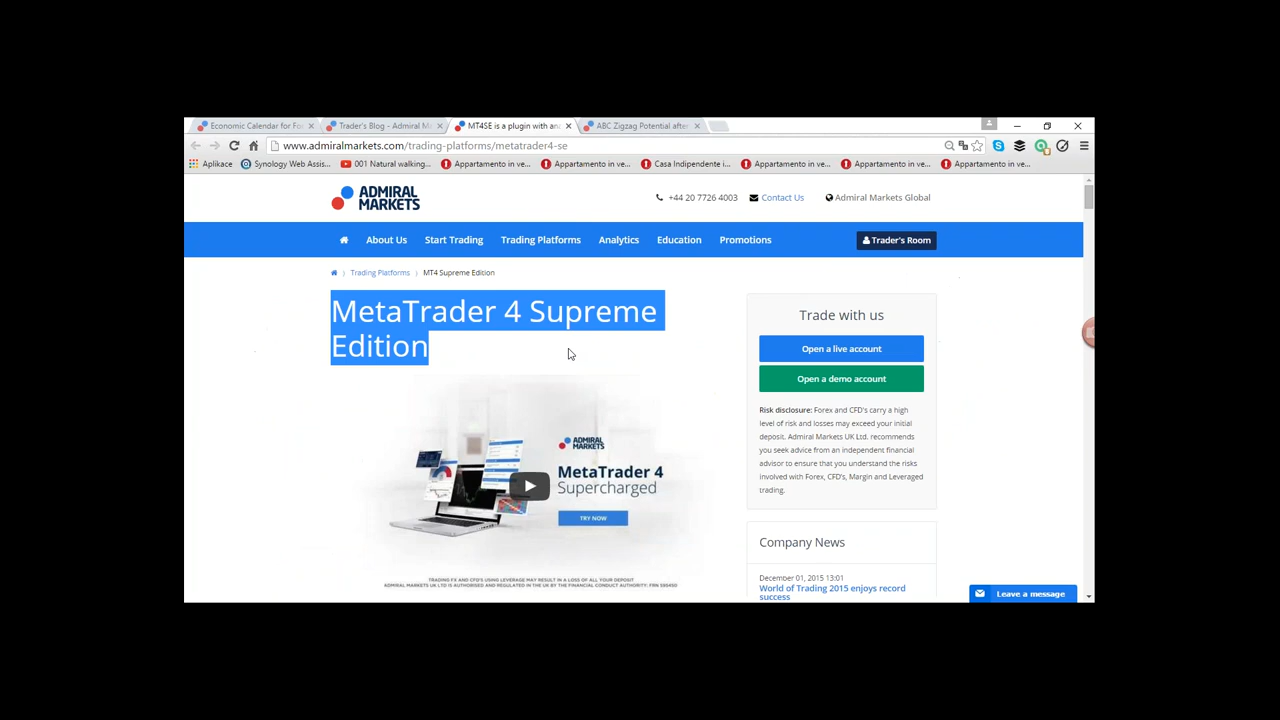 Economic Calendar for Fo
Trader's Blog - Admiral M
MT4SE is a plugin with an
ABC Zigzag Potential after
www.admiralmarkets.com/trading-platforms/metatrader4-se
Aplikace
Synology Web Assis...
001 Natural walking...
Appartamento in ve...
Appartamento in ve...
Casa Indipendente i...
Appartamento in ve...
Appartamento in ve...
Appartamento in ve...
ADMIRAL
MARKETS
+44 20 7726 4003
Contact Us
Admiral Markets Global
About Us
Start Trading
Trading Platforms
Analytics
Education
Promotions
Trader's Room
Trading Platforms
MT4 Supreme Edition
MetaTrader 4 Supreme
Edition
ADMIRAL
MARKETS
MetaTrader 4
Supercharged
TRY NOW
TRADING FX AND CFD'S USING LEVERAGE MAY RESULT IN A LOSS OF ALL YOUR DEPOSIT
ADMIRAL MARKETS UK LTD IS AUTHORISED AND REGULATED IN THE UK BY THE FINANCIAL CONDUCT AUTHORITY: FRN 595450
Trade with us
Open a live account
Open a demo account
Risk disclosure: Forex and CFD's carry a high
level of risk and losses may exceed your initial
deposit. Admiral Markets UK Ltd. recommends
you seek advice from an independent financial
advisor to ensure that you understand the risks
involved with Forex, CFD's, Margin and Leveraged
trading.
Company News
December 01, 2015 13:01
World of Trading 2015 enjoys record
success
Leave a message